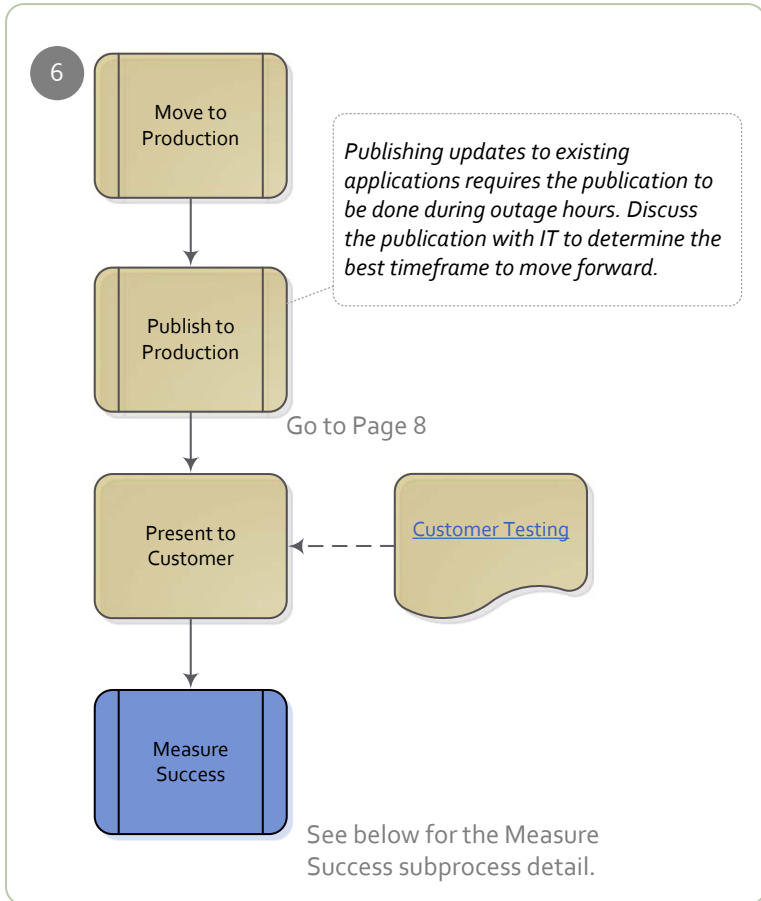 6
Move to
Production
Publishing updates to existing
applications requires the publication to
be done during outage hours. Discuss
the publication with IT to determine the
best timeframe to move forward.
Publish to
Production
Go to Page 8
Present to
Customer
Customer Testing
Measure
Success
See below for the Measure
Success subprocess detail.